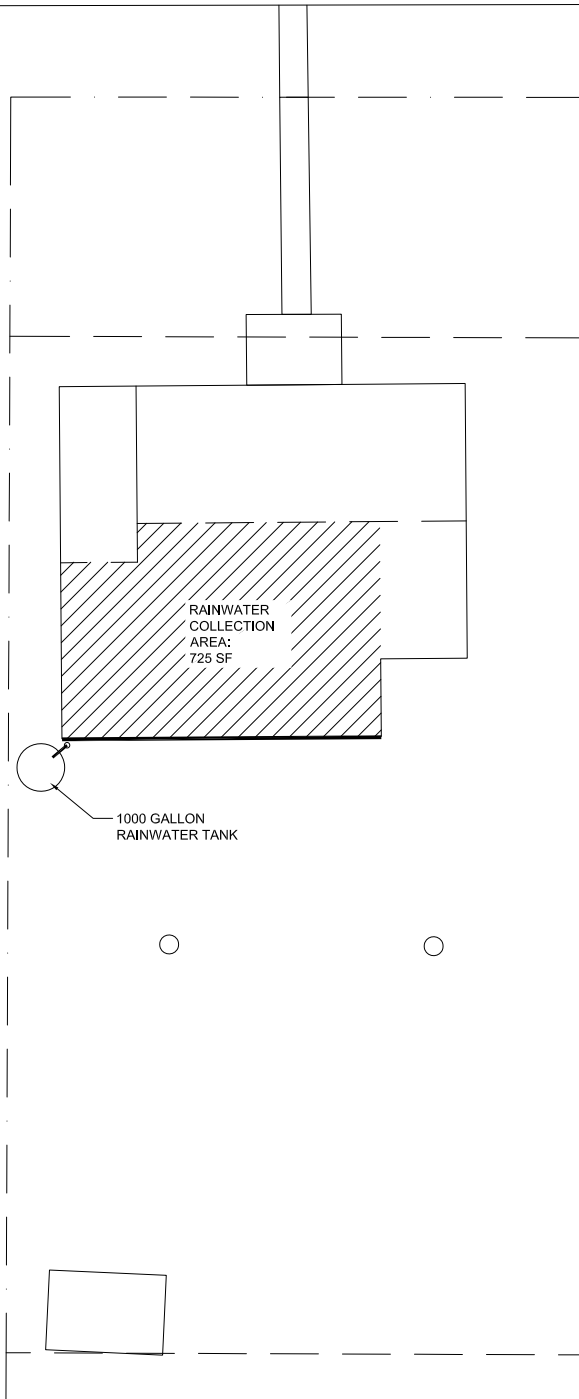 RAINWATER
COLLECTION
AREA:
725 SF
1000 GALLON
RAINWATER TANK